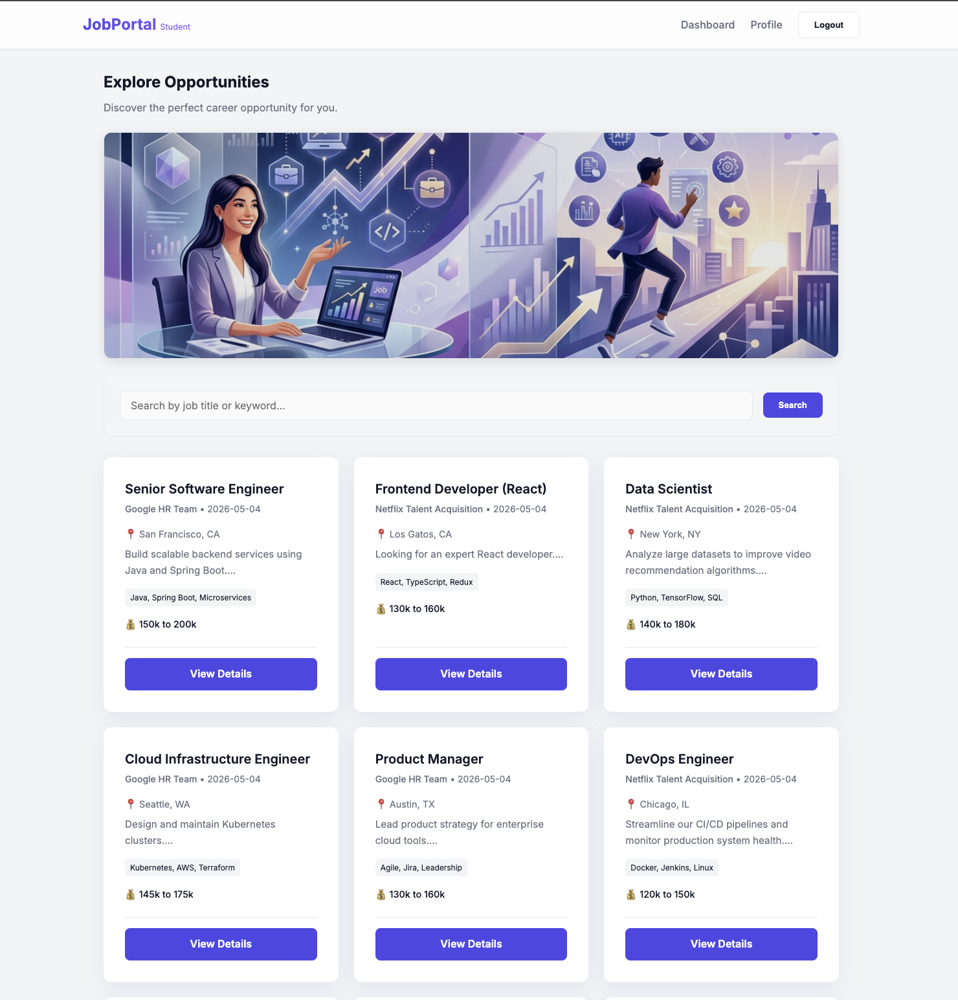 JobPortal Student
Dashboard
Profile
Logout
Explore Opportunities
Discover the perfect career opportunity for you.
AI
</>
Job
Search by job title or keyword...
Search
Senior Software Engineer
Google HR Team • 2026-05-04
📍 San Francisco, CA
Build scalable backend services using
Java and Spring Boot....
Java, Spring Boot, Microservices
💰 150k to 200k
View Details
Frontend Developer (React)
Netflix Talent Acquisition • 2026-05-04
📍 Los Gatos, CA
Looking for an expert React developer....
React, TypeScript, Redux
💰 130k to 160k
View Details
Data Scientist
Netflix Talent Acquisition • 2026-05-04
📍 New York, NY
Analyze large datasets to improve video
recommendation algorithms....
Python, TensorFlow, SQL
💰 140k to 180k
View Details
Cloud Infrastructure Engineer
Google HR Team • 2026-05-04
📍 Seattle, WA
Design and maintain Kubernetes
clusters....
Kubernetes, AWS, Terraform
💰 145k to 175k
View Details
Product Manager
Google HR Team • 2026-05-04
📍 Austin, TX
Lead product strategy for enterprise
cloud tools....
Agile, Jira, Leadership
💰 130k to 160k
View Details
DevOps Engineer
Netflix Talent Acquisition • 2026-05-04
📍 Chicago, IL
Streamline our CI/CD pipelines and
monitor production system health....
Docker, Jenkins, Linux
💰 120k to 150k
View Details